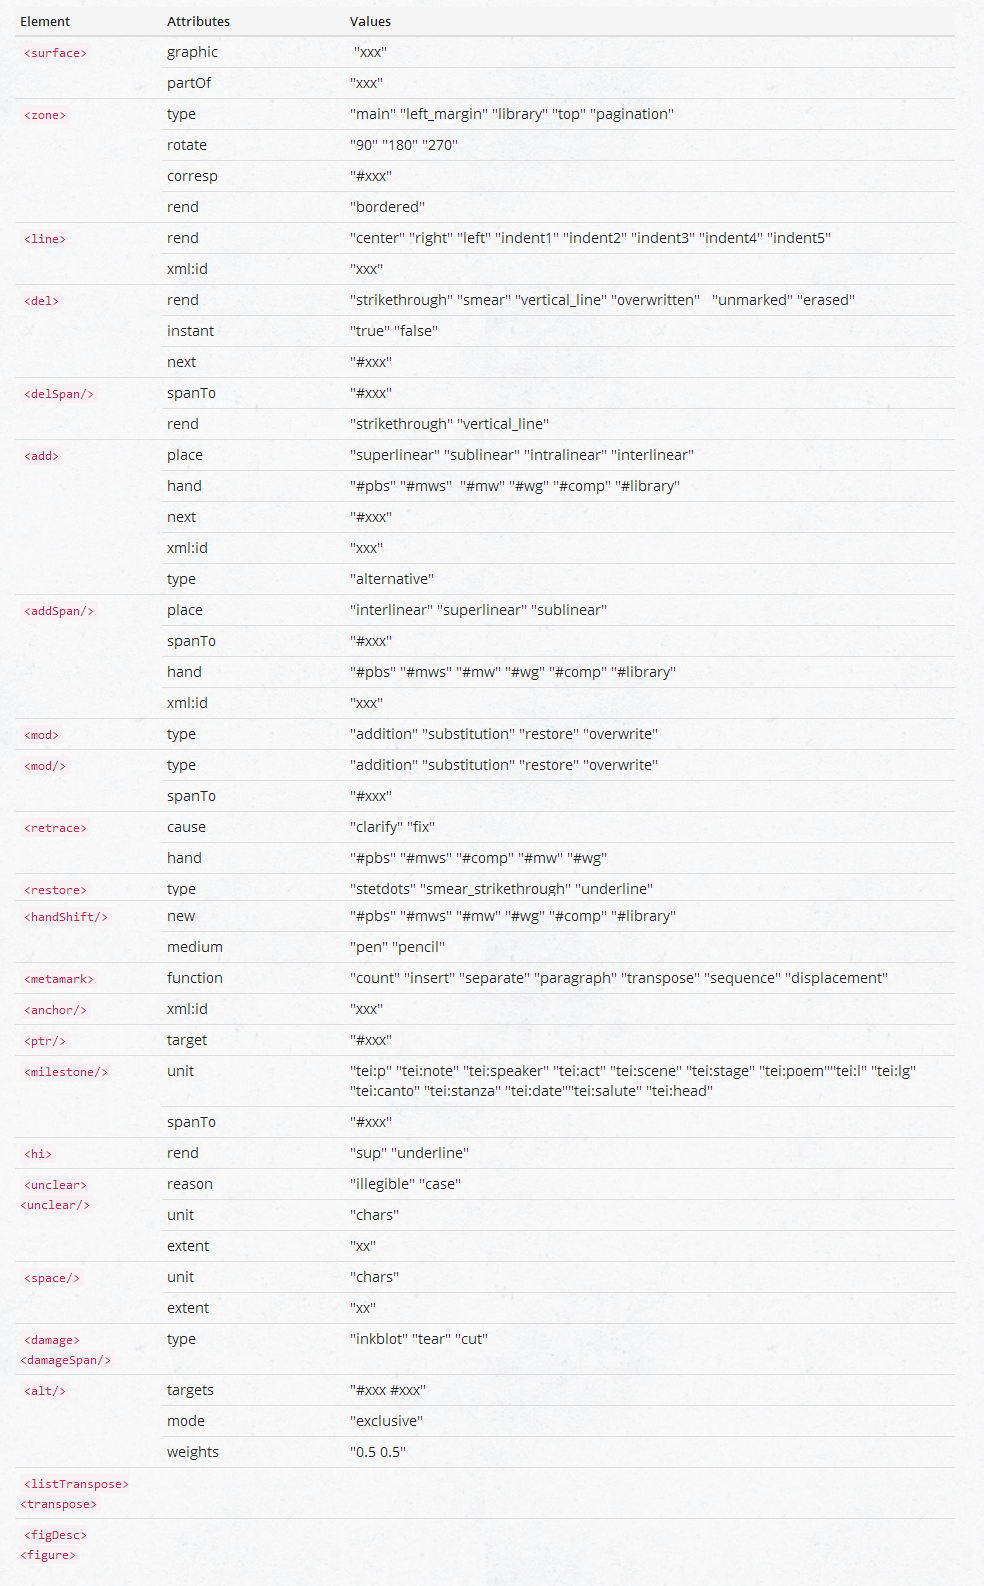 Element Attributes Values
<surface> graphic "xxx"
partOf "xxx"
<zone> type "main" "left_margin" "library" "top" "pagination"
rotate "90" "180" "270"
corresp "#xxx"
rend "bordered"
<line> rend "center" "right" "left" "indent1" "indent2" "indent3" "indent4" "indent5"
xml:id "xxx"
<del> rend "strikethrough" "smear" "vertical_line" "overwritten" "unmarked" "erased"
instant "true" "false"
next "#xxx"
<delSpan/> spanTo "#xxx"
rend "strikethrough" "vertical_line"
<add> place "superlinear" "sublinear" "intralinear" "interlinear"
hand "#pbs" "#mws" "#mw" "#wg" "#comp" "#library"
next "#xxx"
xml:id "xxx"
type "alternative"
<addSpan/> place "interlinear" "superlinear" "sublinear"
spanTo "#xxx"
hand "#pbs" "#mws" "#mw" "#wg" "#comp" "#library"
xml:id "xxx"
<mod> type "addition" "substitution" "restore" "overwrite"
<mod/> type "addition" "substitution" "restore" "overwrite"
spanTo "#xxx"
<retrace> cause "clarify" "fix"
hand "#pbs" "#mws" "#comp" "#mw" "#wg"
<restore> type "stetdots" "smear_strikethrough" "underline"
<handShift/> new "#pbs" "#mws" "#mw" "#wg" "#comp" "#library"
medium "pen" "pencil"
<metamark> function "count" "insert" "separate" "paragraph" "transpose" "sequence" "displacement"
<anchor/> xml:id "xxx"
<ptr/> target "#xxx"
<milestone/> unit "tei:p" "tei:note" "tei:speaker" "tei:act" "tei:scene" "tei:stage" "tei:poem""tei:l" "tei:lg"
"tei:canto" "tei:stanza" "tei:date""tei:salute" "tei:head"
spanTo "#xxx"
<hi> rend "sup" "underline"
<unclear> reason "illegible" "case"
<unclear/>
unit "chars"
extent "xx"
<space/> unit "chars"
extent "xx"
<damage> type "inkblot" "tear" "cut"
<damageSpan/>
<alt/> targets "#xxx #xxx"
mode "exclusive"
weights "0.5 0.5"
<listTranspose>
<transpose>
<figDesc>
<figure>